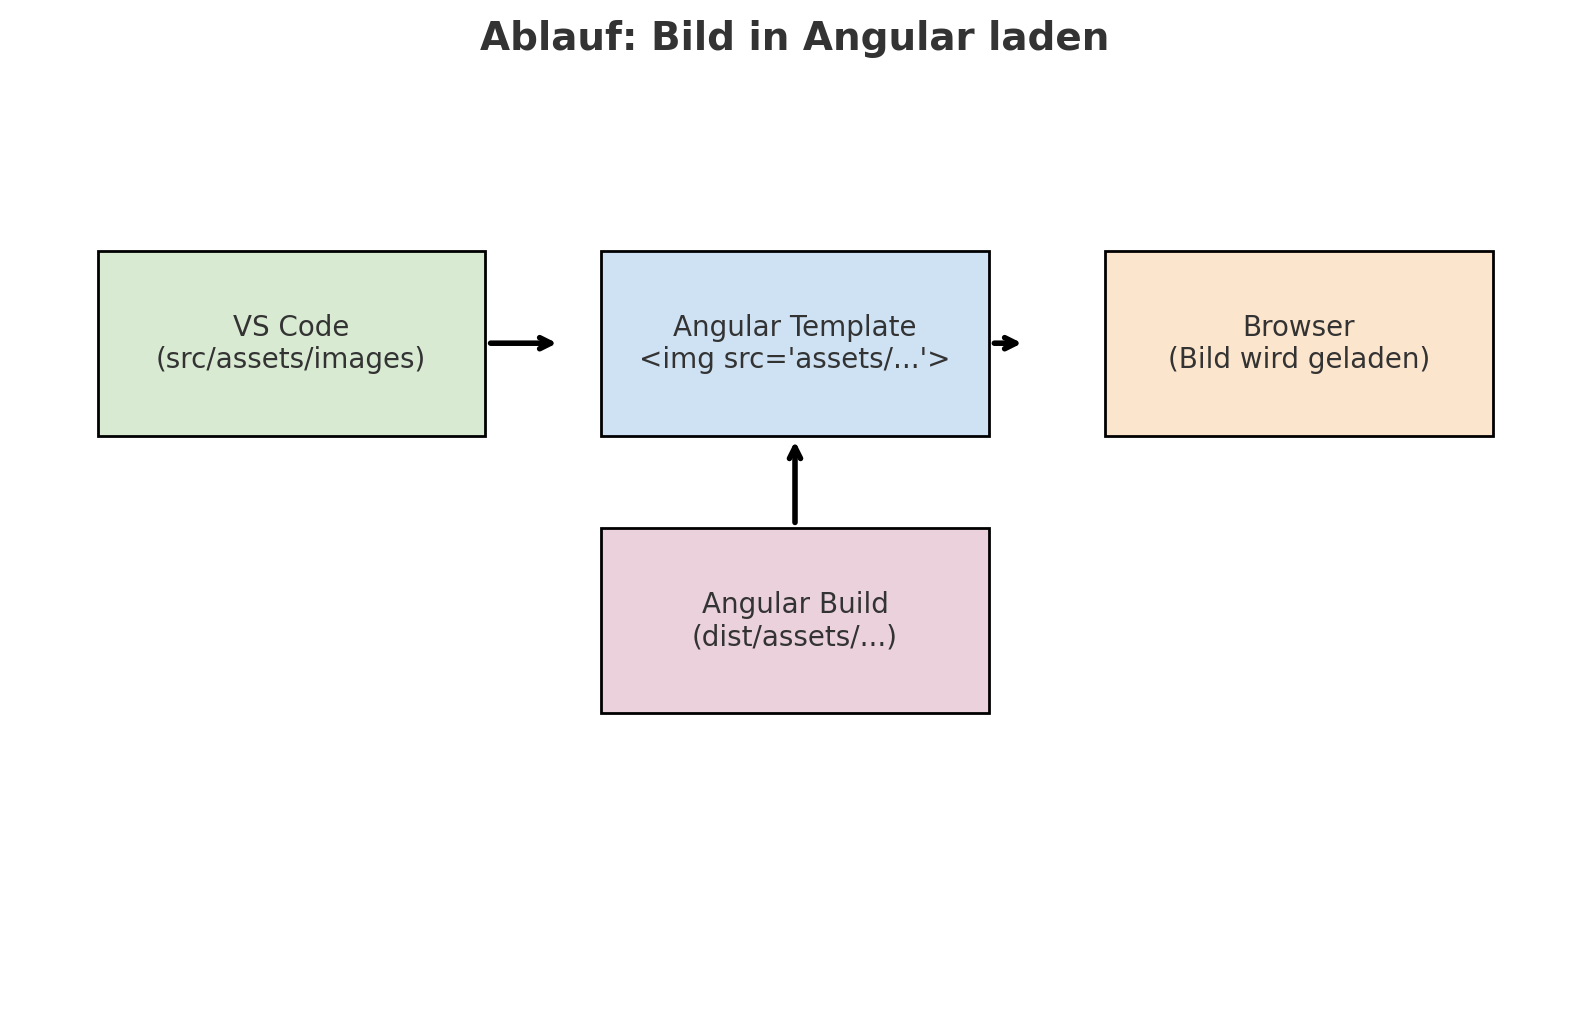 Ablauf: Bild in Angular laden
VS Code
(src/assets/images)
Angular Template
<img src='assets/...'>
Browser
(Bild wird geladen)
Angular Build
(dist/assets/...)